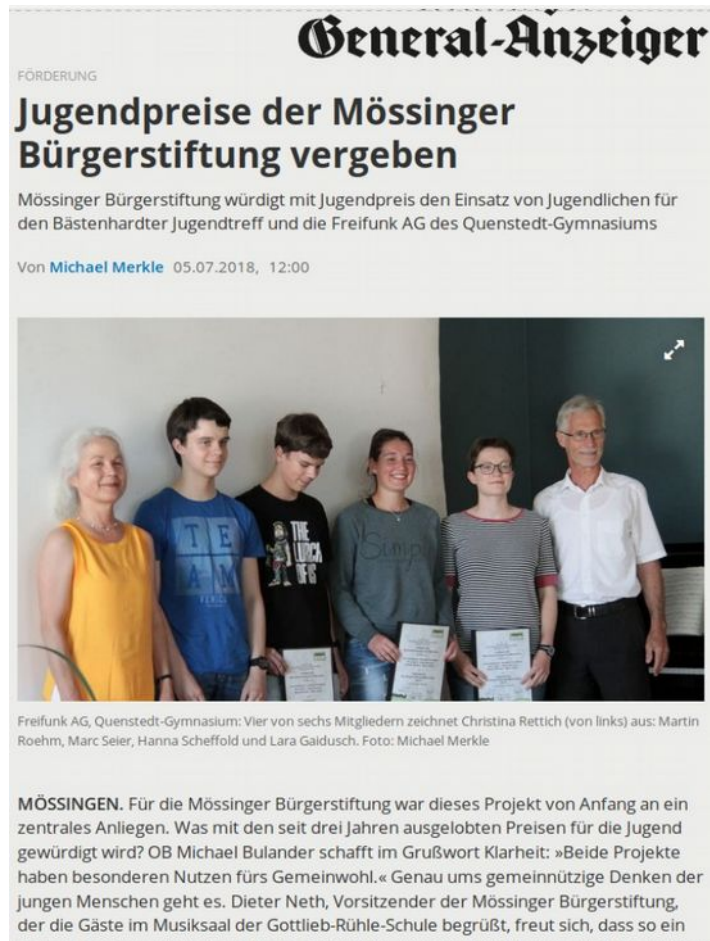 General-Anzeiger
FÖRDERUNG
Jugendpreise der Mössinger
Bürgerstiftung vergeben
Mössinger Bürgerstiftung würdigt mit Jugendpreis den Einsatz von Jugendlichen für
den Bästenhardter Jugendtreff und die Freifunk AG des Quenstedt-Gymnasiums
Von Michael Merkle 05.07.2018, 12:00
TE
AM
THE
OF US
Simp
Freifunk AG, Quenstedt-Gymnasium: Vier von sechs Mitgliedern zeichnet Christina Rettich (von links) aus: Martin
Roehm, Marc Seier, Hanna Scheffold und Lara Gaidusch. Foto: Michael Merkle
MÖSSINGEN. Für die Mössinger Bürgerstiftung war dieses Projekt von Anfang an ein
zentrales Anliegen. Was mit den seit drei Jahren ausgelobten Preisen für die Jugend
gewürdigt wird? OB Michael Bulander schafft im Grußwort Klarheit: »Beide Projekte
haben besonderen Nutzen fürs Gemeinwohl.« Genau ums gemeinnützige Denken der
jungen Menschen geht es. Dieter Neth, Vorsitzender der Mössinger Bürgerstiftung,
der die Gäste im Musiksaal der Gottlieb-Rühle-Schule begrüßt, freut sich, dass so ein